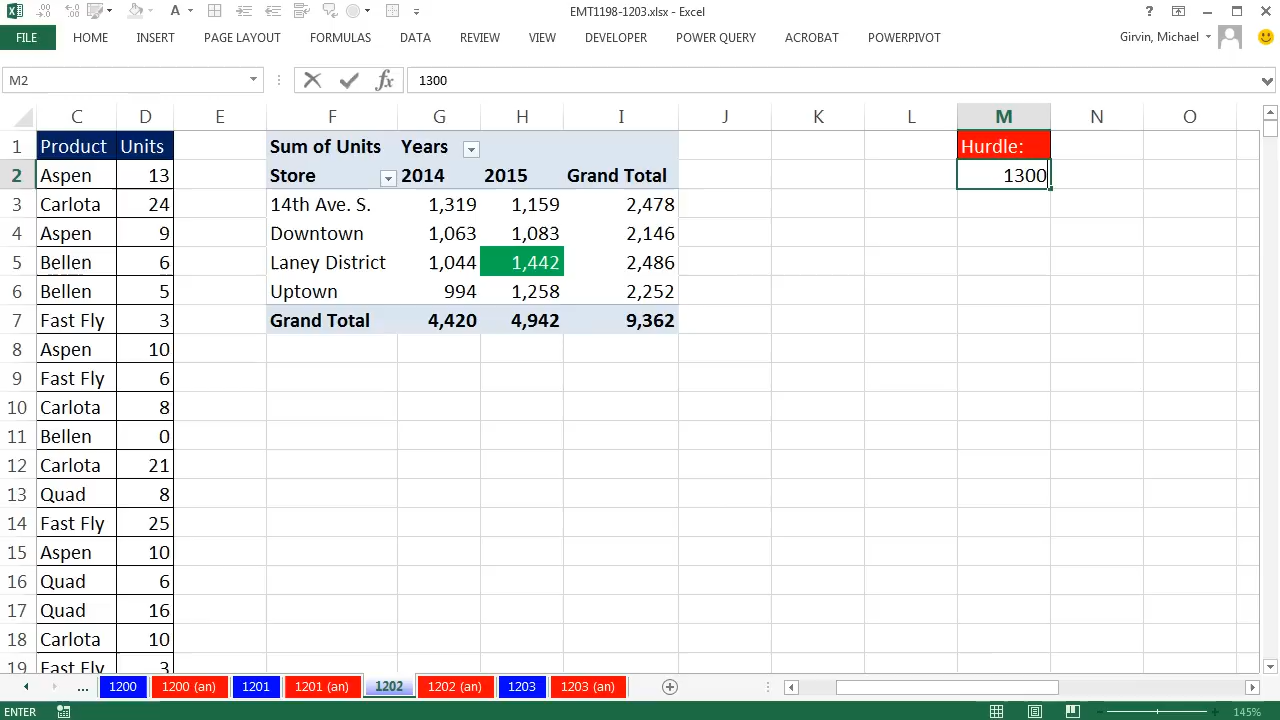 EMT1198-1203.xlsx - Excel
FILE HOME INSERT PAGE LAYOUT FORMULAS DATA REVIEW VIEW DEVELOPER POWER QUERY ACROBAT POWERPIVOT Girvin, Michael
M2 fx 1300
C D E F G H I J K L M N O
1 Product Units Sum of Units Years Hurdle:
2 Aspen 13 Store 2014 2015 Grand Total 1300
3 Carlota 24 14th Ave. S. 1,319 1,159 2,478
4 Aspen 9 Downtown 1,063 1,083 2,146
5 Bellen 6 Laney District 1,044 1,442 2,486
6 Bellen 5 Uptown 994 1,258 2,252
7 Fast Fly 3 Grand Total 4,420 4,942 9,362
8 Aspen 10
9 Fast Fly 6
10 Carlota 8
11 Bellen 0
12 Carlota 21
13 Quad 8
14 Fast Fly 25
15 Aspen 10
16 Quad 6
17 Quad 16
18 Carlota 10
19 Fast Fly 3
... 1200 1200 (an) 1201 1201 (an) 1202 1202 (an) 1203 1203 (an)
ENTER 145%